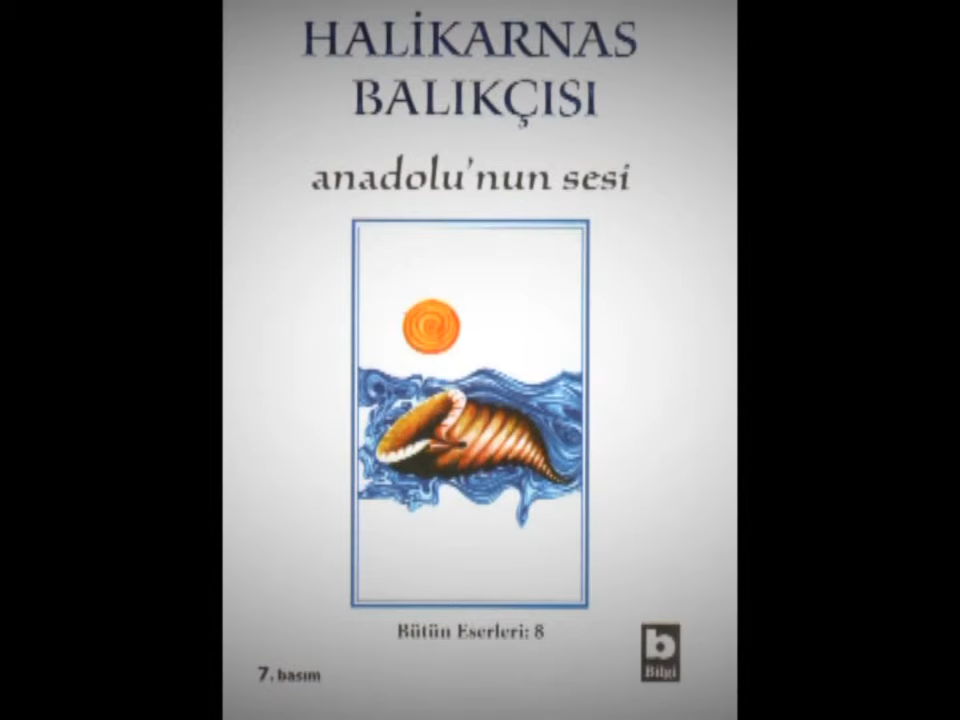 HALİKARNAS
BALIKÇISI
anadolu'nun sesi
Bütün Eserleri: 8
b
Bilgi
7. basım